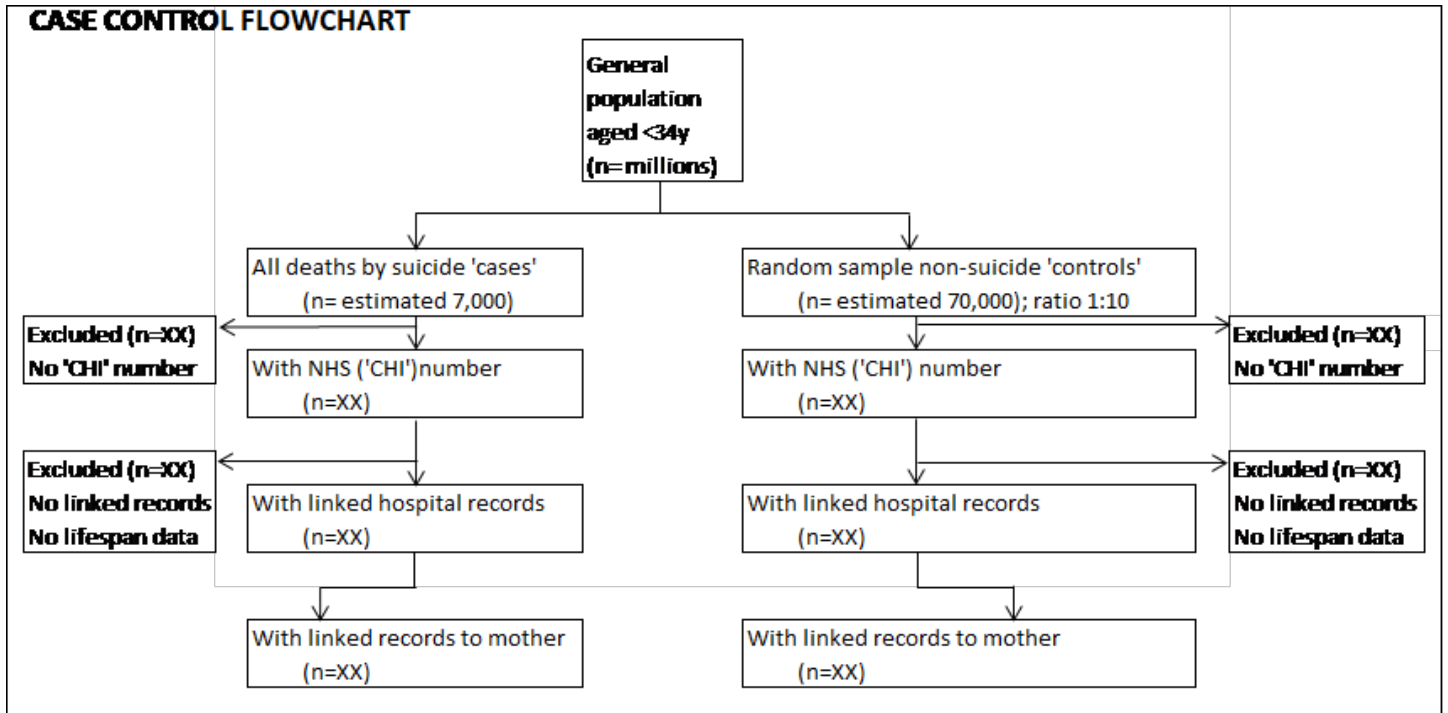 CASE CONTROL FLOWCHART
General
population
aged <34y
(n=millions)
All deaths by suicide 'cases'
(n= estimated 7,000)
Random sample non-suicide 'controls'
(n= estimated 70,000); ratio 1:10
Excluded (n=XX)
No 'CHI' number
With NHS ('CHI')number
(n=XX)
With NHS ('CHI') number
(n=XX)
Excluded (n=XX)
No 'CHI' number
Excluded (n=XX)
No linked records
No lifespan data
With linked hospital records
(n=XX)
With linked hospital records
(n=XX)
Excluded (n=XX)
No linked records
No lifespan data
With linked records to mother
(n=XX)
With linked records to mother
(n=XX)